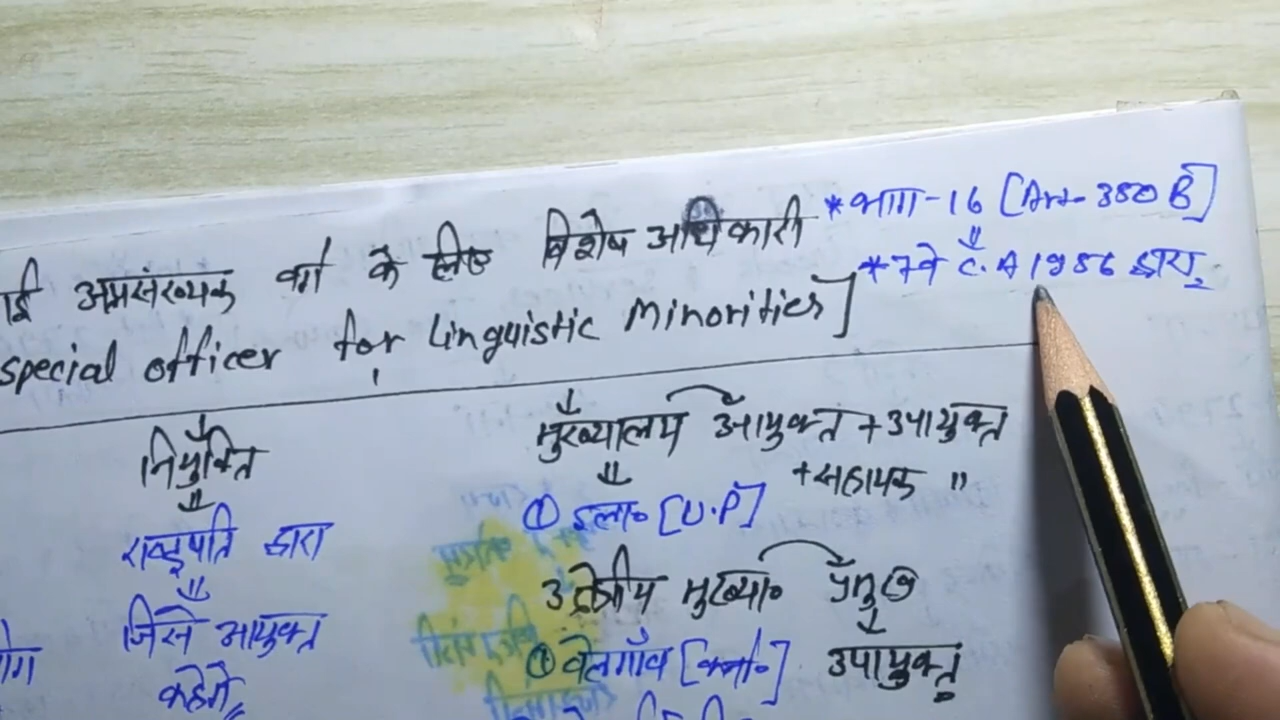 * भाग-16 [Art- 350 B]
ई अल्पसंख्यक वर्ग के लिए विशेष अधिकारी
* 7वे C.A 1956 द्वारा
special officer for Linguistic Minorities]
नियुक्ति
मुख्यालय आयुक्त + उपायुक्त
+ सहायक "
① इला० [U.P]
राष्ट्रपति द्वारा
3 क्षेत्रीय मुख्या० प्रमुख
जिसे आयुक्त
① बेलगाँव [कर्ना०] उपायुक्त
कहेगें